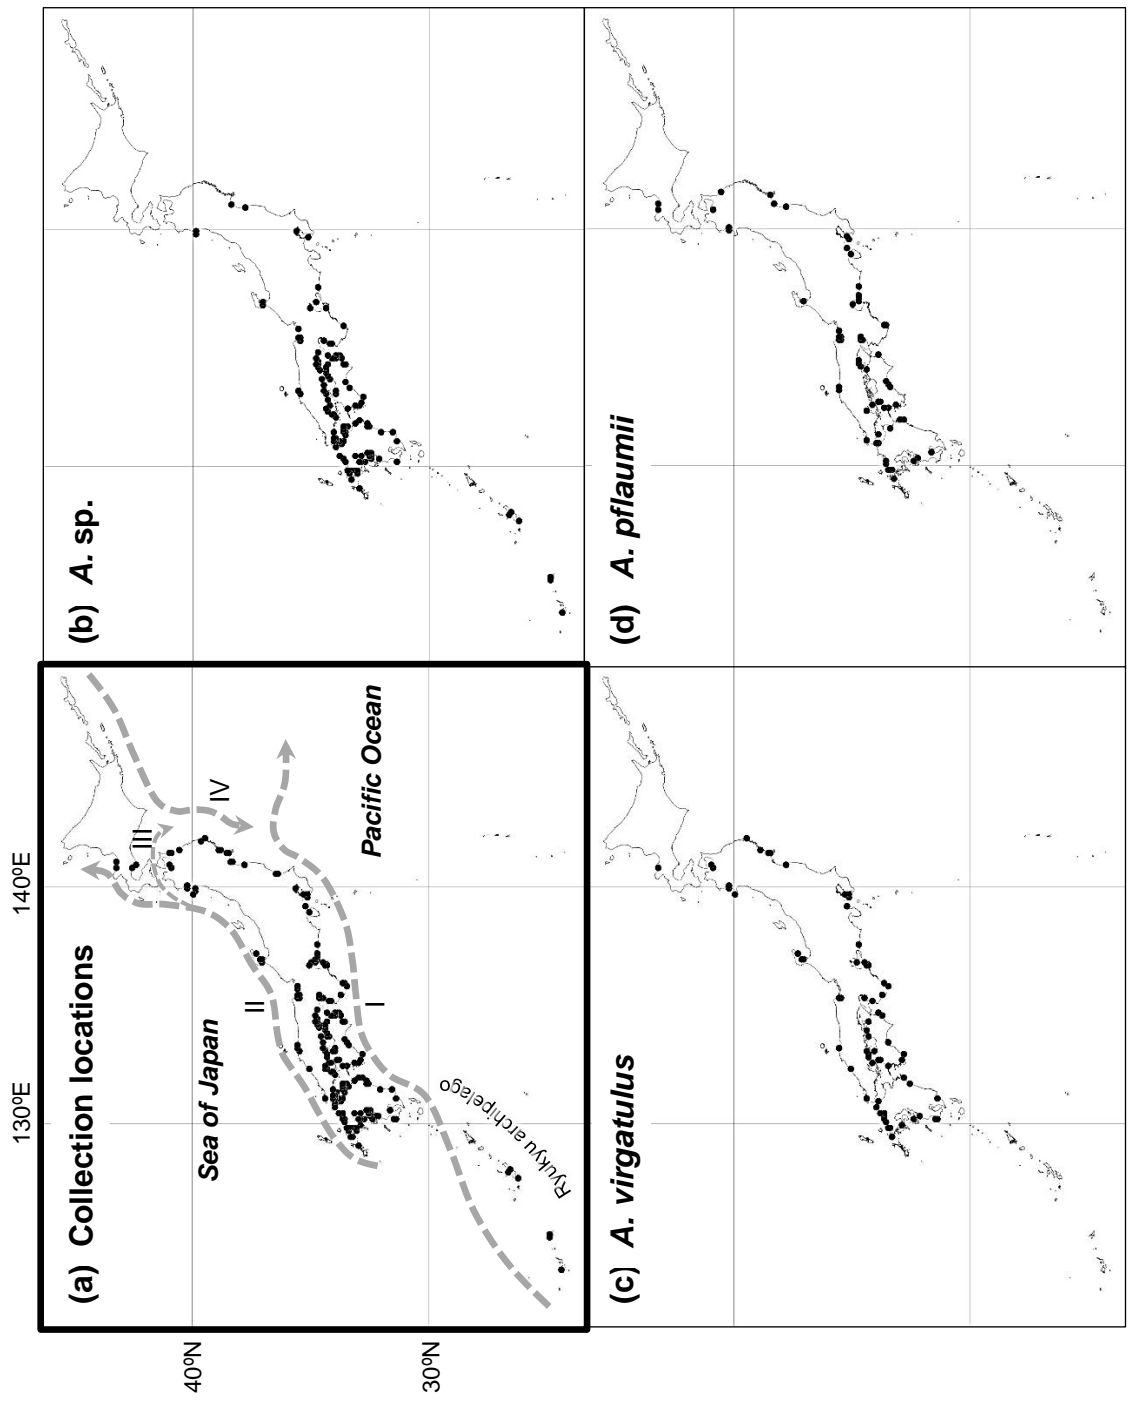 (a) Collection locations
Sea of Japan
Pacific Ocean
Ryukyu archipelago
I
II
III
IV
130ºE
140ºE
40ºN
30ºN
(b) A. sp.
(c) A. virgatulus
(d) A. pflaumii